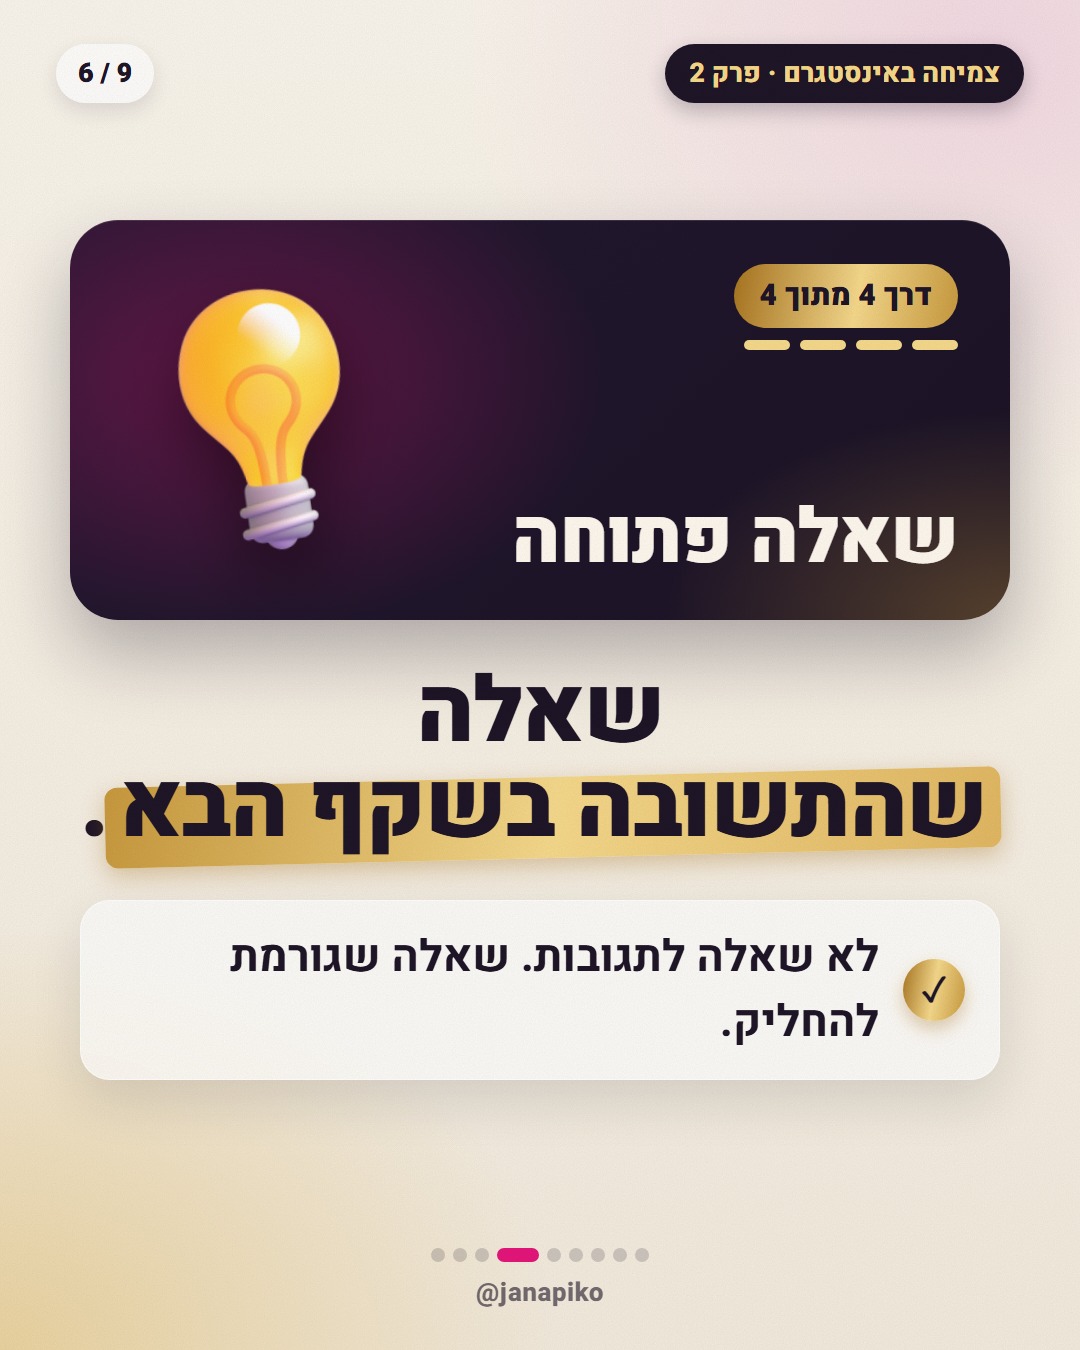 צמיחה באינסטגרם · פרק 2
6 / 9
דרך 4 מתוך 4
שאלה פתוחה
שאלה
שהתשובה בשקף הבא.
✓
לא שאלה לתגובות. שאלה שגורמת
להחליק.
@janapiko